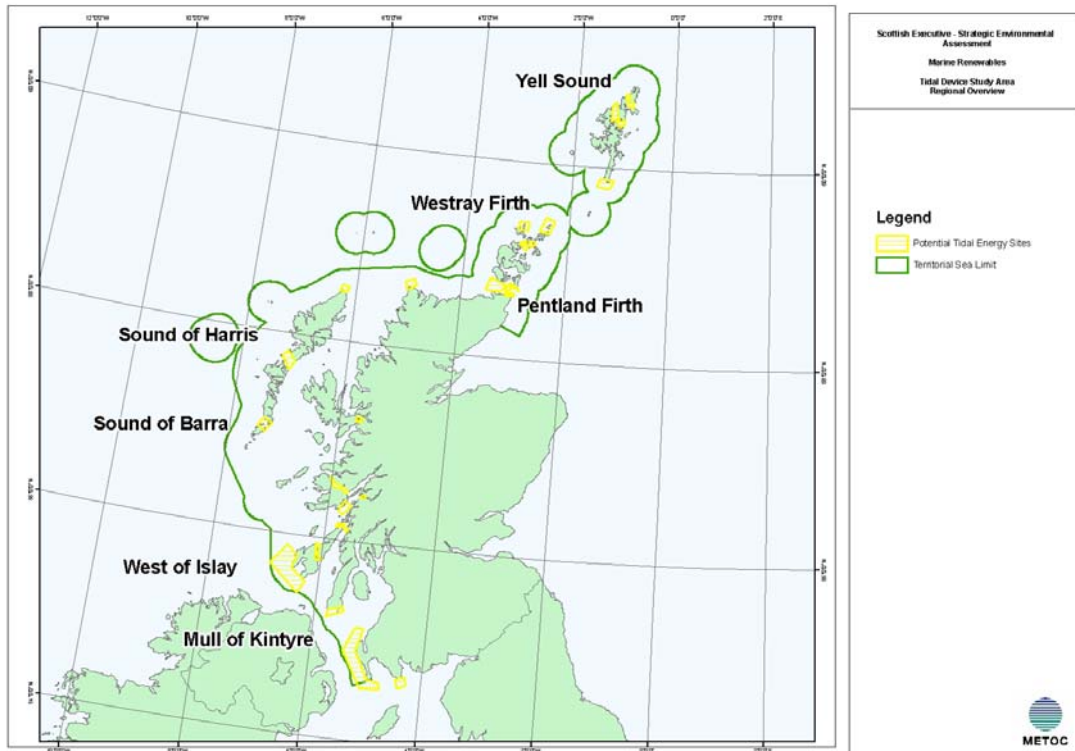 Scottish Executive - Strategic Environmental
Assessment
Marine Renewables
Tidal Device Study Area
Regional Overview
Yell Sound
Westray Firth
Pentland Firth
Sound of Harris
Sound of Barra
West of Islay
Mull of Kintyre
Legend
Potential Tidal Energy Sites
Territorial Sea Limit
METOC